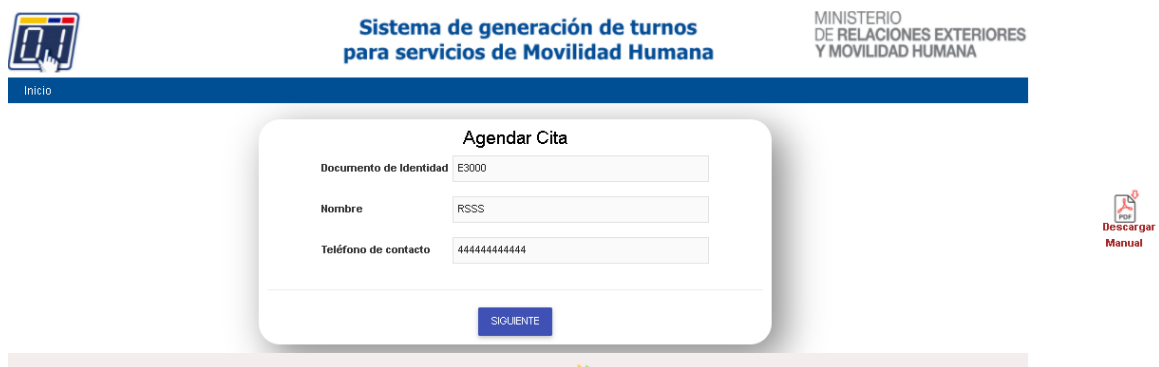 Sistema de generación de turnos
para servicios de Movilidad Humana
MINISTERIO
DE RELACIONES EXTERIORES
Y MOVILIDAD HUMANA
Inicio
Agendar Cita
Documento de Identidad E3000
Nombre RSSS
Teléfono de contacto 444444444444
SIGUIENTE
PDF
Descargar
Manual